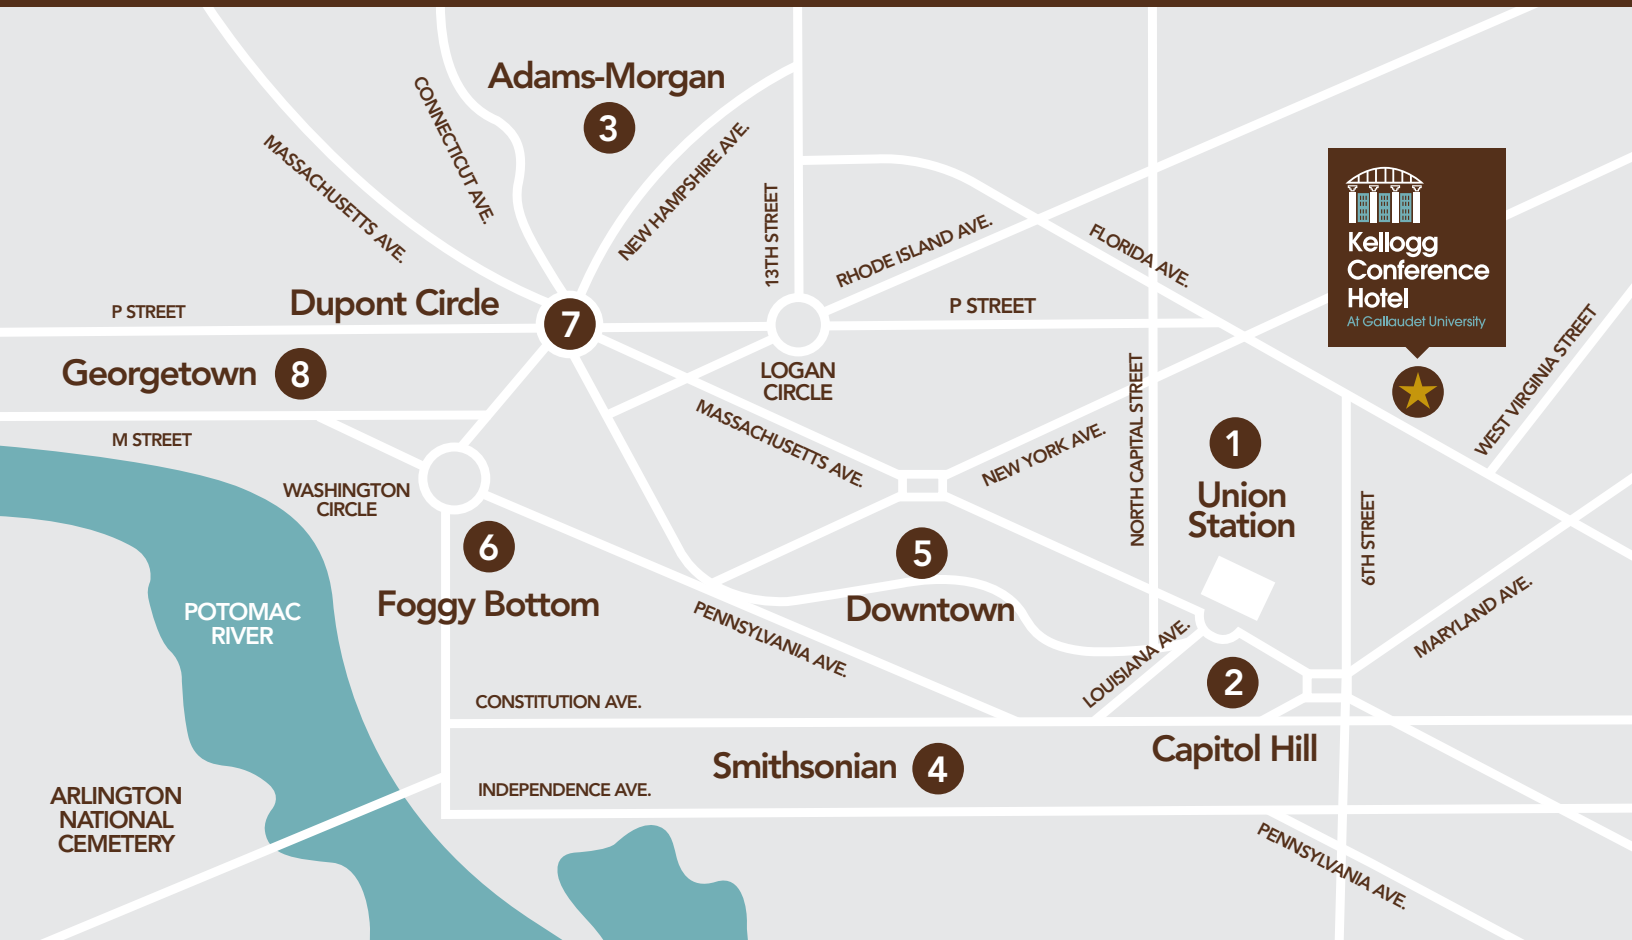 Adams-Morgan
3
CONNECTICUT AVE.
MASSACHUSETTS AVE.
NEW HAMPSHIRE AVE.
13TH STREET
RHODE ISLAND AVE.
FLORIDA AVE.
Kellogg
Conference
Hotel
At Gallaudet University
P STREET
Dupont Circle
7
P STREET
WEST VIRGINIA STREET
Georgetown
8
LOGAN
CIRCLE
M STREET
MASSACHUSETTS AVE.
NEW YORK AVE.
NORTH CAPITAL STREET
1
Union
Station
WASHINGTON
CIRCLE
6TH STREET
6
Foggy Bottom
5
Downtown
POTOMAC
RIVER
PENNSYLVANIA AVE.
LOUISIANA AVE.
MARYLAND AVE.
2
Capitol Hill
CONSTITUTION AVE.
Smithsonian
4
INDEPENDENCE AVE.
ARLINGTON
NATIONAL
CEMETERY
PENNSYLVANIA AVE.